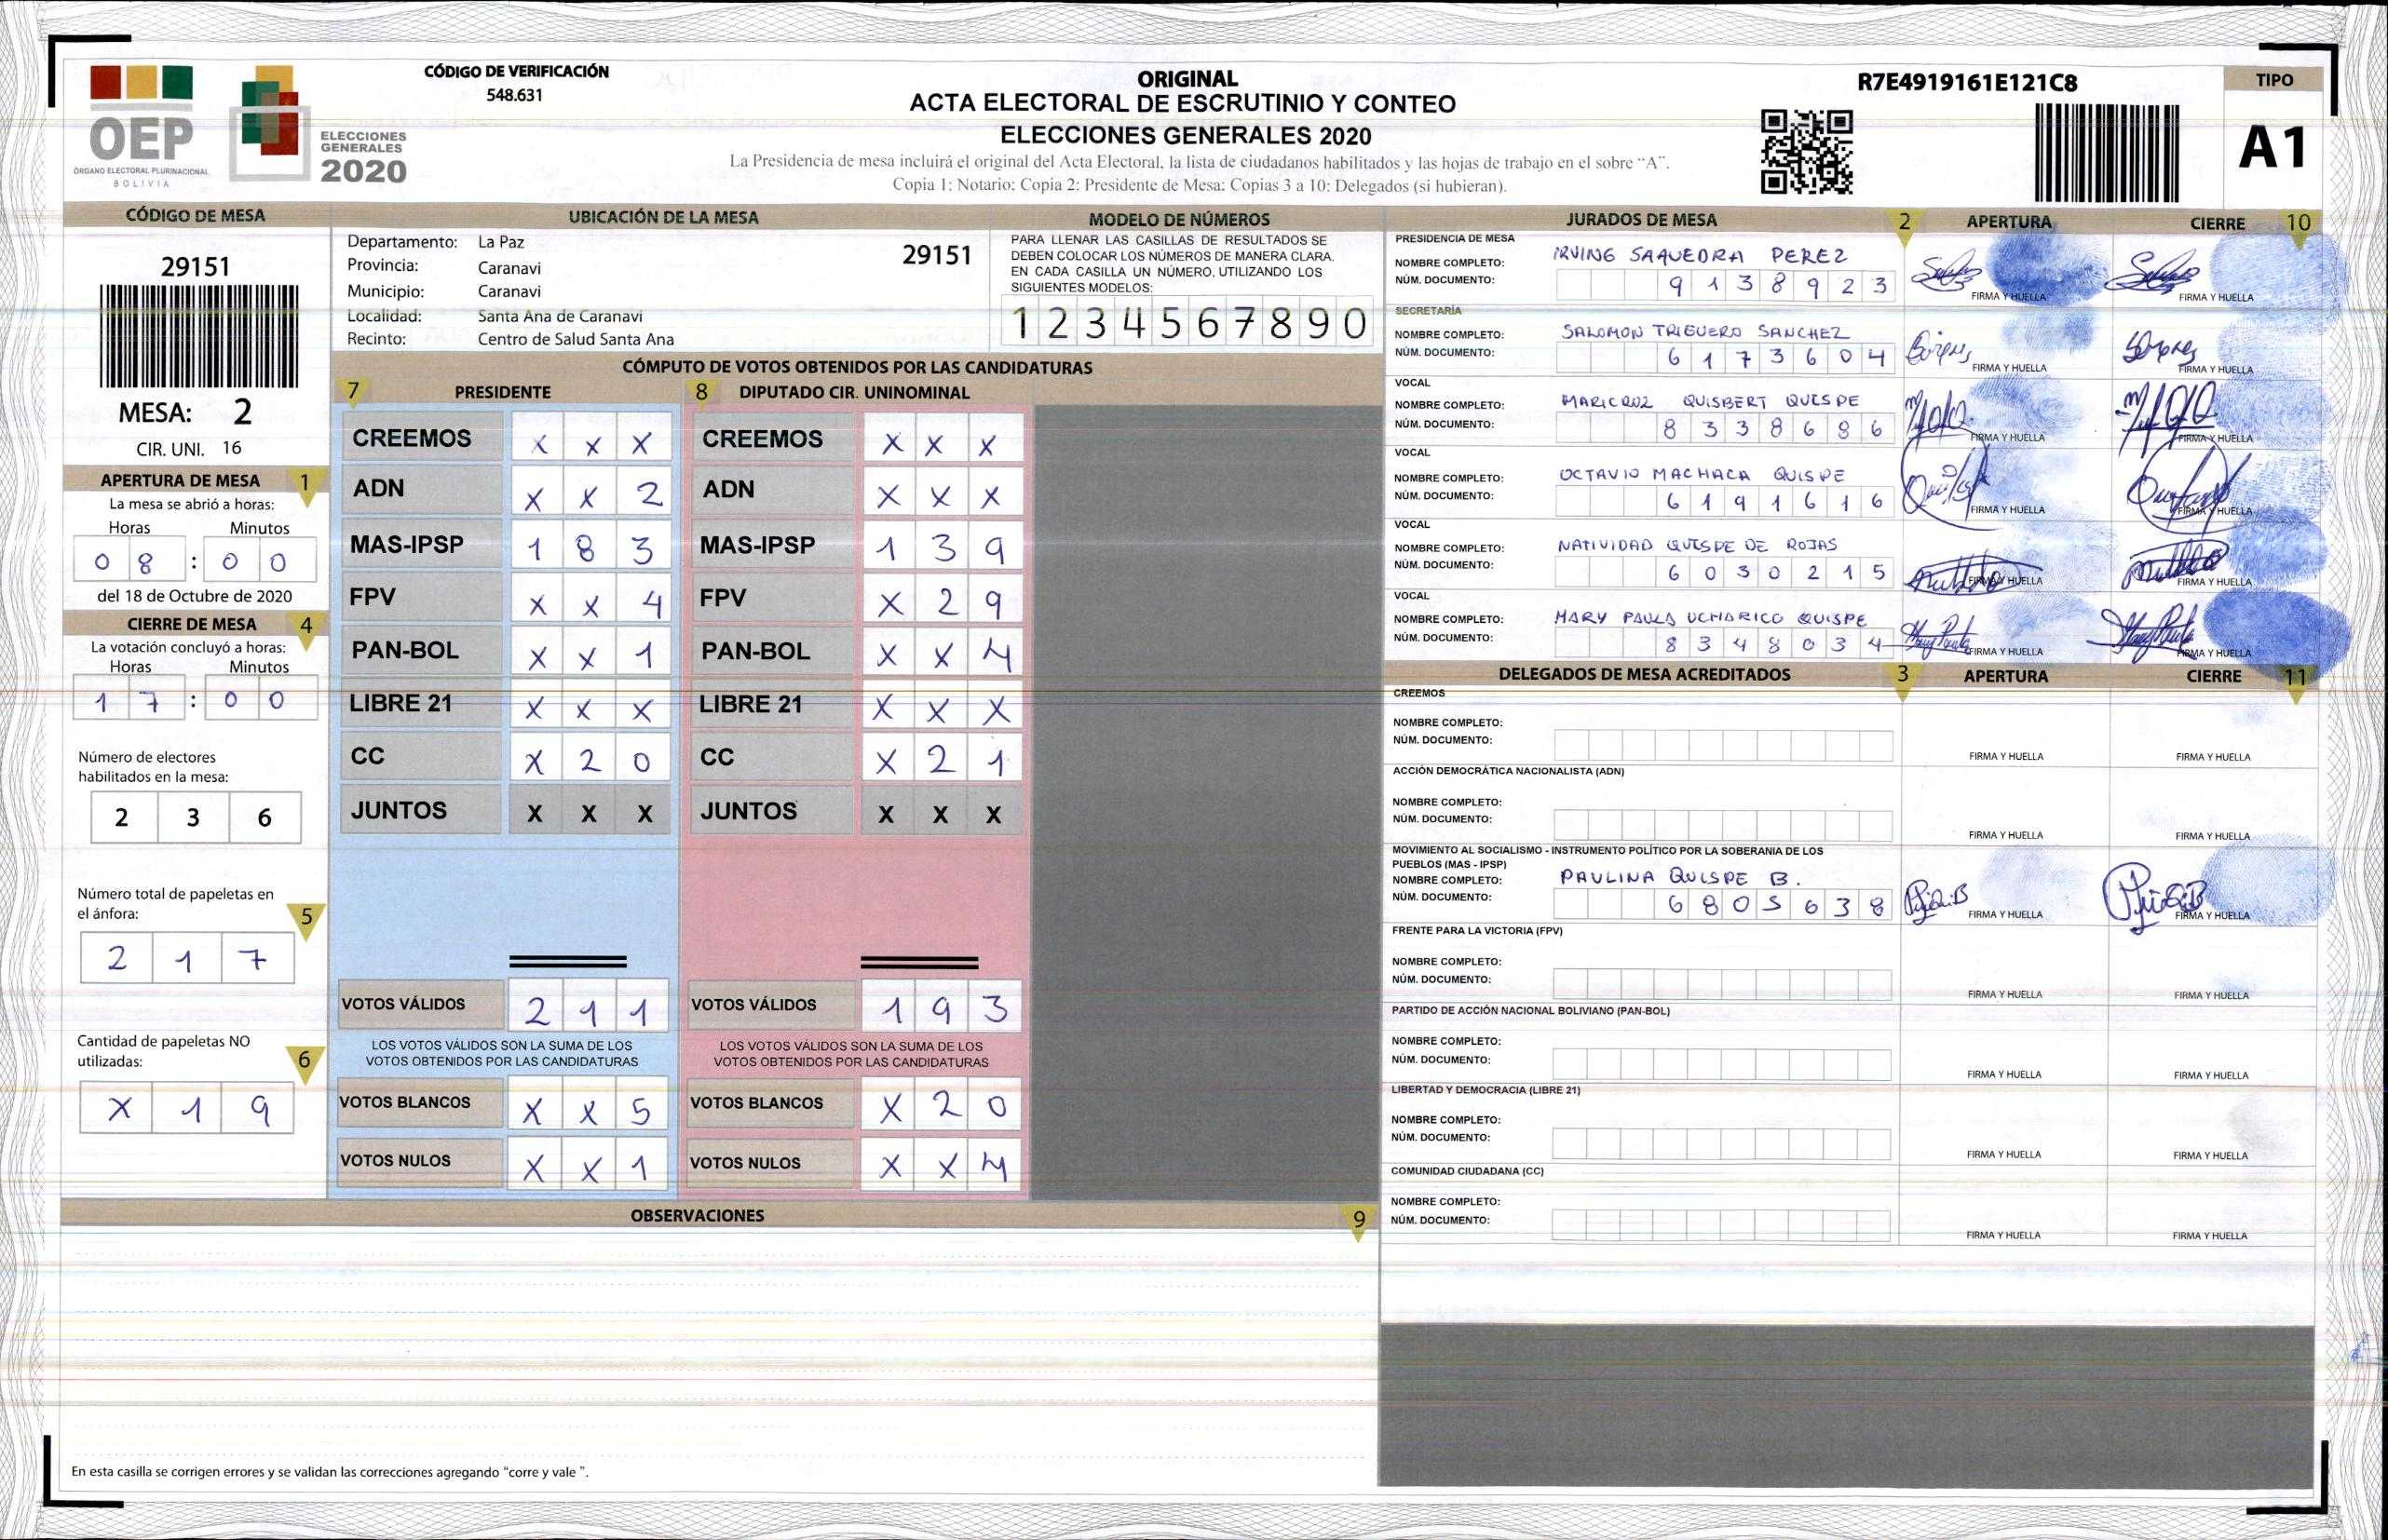 OEP
ÓRGANO ELECTORAL PLURINACIONAL
BOLIVIA
ELECCIONES
GENERALES
2020
CÓDIGO DE VERIFICACIÓN
548.631
ORIGINAL
ACTA ELECTORAL DE ESCRUTINIO Y CONTEO
ELECCIONES GENERALES 2020
La Presidencia de mesa incluirá el original del Acta Electoral, la lista de ciudadanos habilitados y las hojas de trabajo en el sobre "A".
Copia 1: Notario; Copia 2: Presidente de Mesa; Copias 3 a 10: Delegados (si hubieran).
R7E4919161E121C8
TIPO
A1
CÓDIGO DE MESA
29151
MESA: 2
CIR. UNI. 16
APERTURA DE MESA 1
La mesa se abrió a horas:
Horas Minutos
0 8 : 0 0
del 18 de Octubre de 2020
CIERRE DE MESA 4
La votación concluyó a horas:
Horas Minutos
1 7 : 0 0
Número de electores
habilitados en la mesa:
2 3 6
Número total de papeletas en
el ánfora: 5
2 1 7
Cantidad de papeletas NO
utilizadas: 6
X 1 9
UBICACIÓN DE LA MESA
Departamento: La Paz
29151
Provincia: Caranavi
Municipio: Caranavi
Localidad: Santa Ana de Caranavi
Recinto: Centro de Salud Santa Ana
MODELO DE NÚMEROS
PARA LLENAR LAS CASILLAS DE RESULTADOS SE
DEBEN COLOCAR LOS NÚMEROS DE MANERA CLARA.
EN CADA CASILLA UN NÚMERO, UTILIZANDO LOS
SIGUIENTES MODELOS:
1 2 3 4 5 6 7 8 9 0
CÓMPUTO DE VOTOS OBTENIDOS POR LAS CANDIDATURAS
7 PRESIDENTE
CREEMOS X X X
ADN X X 2
MAS-IPSP 1 8 3
FPV X X 4
PAN-BOL X X 1
LIBRE 21 X X X
CC X 2 0
JUNTOS X X X
VOTOS VÁLIDOS 2 1 1
LOS VOTOS VÁLIDOS SON LA SUMA DE LOS
VOTOS OBTENIDOS POR LAS CANDIDATURAS
VOTOS BLANCOS X X 5
VOTOS NULOS X X 1
8 DIPUTADO CIR. UNINOMINAL
CREEMOS X X X
ADN X X X
MAS-IPSP 1 3 9
FPV X 2 9
PAN-BOL X X 4
LIBRE 21 X X X
CC X 2 1
JUNTOS X X X
VOTOS VÁLIDOS 1 9 3
LOS VOTOS VÁLIDOS SON LA SUMA DE LOS
VOTOS OBTENIDOS POR LAS CANDIDATURAS
VOTOS BLANCOS X 2 0
VOTOS NULOS X X 4
OBSERVACIONES 9
En esta casilla se corrigen errores y se validan las correcciones agregando "corre y vale ".
JURADOS DE MESA 2 APERTURA CIERRE 10
PRESIDENCIA DE MESA
NOMBRE COMPLETO: IRVING SAAVEDRA PEREZ
NÚM. DOCUMENTO: 9 1 3 8 9 2 3
FIRMA Y HUELLA FIRMA Y HUELLA
SECRETARÍA
NOMBRE COMPLETO: SALOMON TRIGUERO SANCHEZ
NÚM. DOCUMENTO: 6 1 7 3 6 0 4
FIRMA Y HUELLA FIRMA Y HUELLA
VOCAL
NOMBRE COMPLETO: MARICRUZ QUISBERT QUISPE
NÚM. DOCUMENTO: 8 3 3 8 6 8 6
FIRMA Y HUELLA FIRMA Y HUELLA
VOCAL
NOMBRE COMPLETO: OCTAVIO MACHACA QUISPE
NÚM. DOCUMENTO: 6 1 9 1 6 1 6
FIRMA Y HUELLA FIRMA Y HUELLA
VOCAL
NOMBRE COMPLETO: NATIVIDAD QUISPE DE ROJAS
NÚM. DOCUMENTO: 6 0 3 0 2 1 5
FIRMA Y HUELLA FIRMA Y HUELLA
VOCAL
NOMBRE COMPLETO: MARY PAULA UCHARICO QUISPE
NÚM. DOCUMENTO: 8 3 4 8 0 3 4
FIRMA Y HUELLA FIRMA Y HUELLA
DELEGADOS DE MESA ACREDITADOS 3 APERTURA CIERRE 11
CREEMOS
NOMBRE COMPLETO:
NÚM. DOCUMENTO:
FIRMA Y HUELLA FIRMA Y HUELLA
ACCIÓN DEMOCRÁTICA NACIONALISTA (ADN)
NOMBRE COMPLETO:
NÚM. DOCUMENTO:
FIRMA Y HUELLA FIRMA Y HUELLA
MOVIMIENTO AL SOCIALISMO - INSTRUMENTO POLÍTICO POR LA SOBERANIA DE LOS
PUEBLOS (MAS - IPSP)
NOMBRE COMPLETO: PAULINA QUISPE B.
NÚM. DOCUMENTO: 6 8 0 5 6 3 8
FIRMA Y HUELLA FIRMA Y HUELLA
FRENTE PARA LA VICTORIA (FPV)
NOMBRE COMPLETO:
NÚM. DOCUMENTO:
FIRMA Y HUELLA FIRMA Y HUELLA
PARTIDO DE ACCIÓN NACIONAL BOLIVIANO (PAN-BOL)
NOMBRE COMPLETO:
NÚM. DOCUMENTO:
FIRMA Y HUELLA FIRMA Y HUELLA
LIBERTAD Y DEMOCRACIA (LIBRE 21)
NOMBRE COMPLETO:
NÚM. DOCUMENTO:
FIRMA Y HUELLA FIRMA Y HUELLA
COMUNIDAD CIUDADANA (CC)
NOMBRE COMPLETO:
NÚM. DOCUMENTO:
FIRMA Y HUELLA FIRMA Y HUELLA